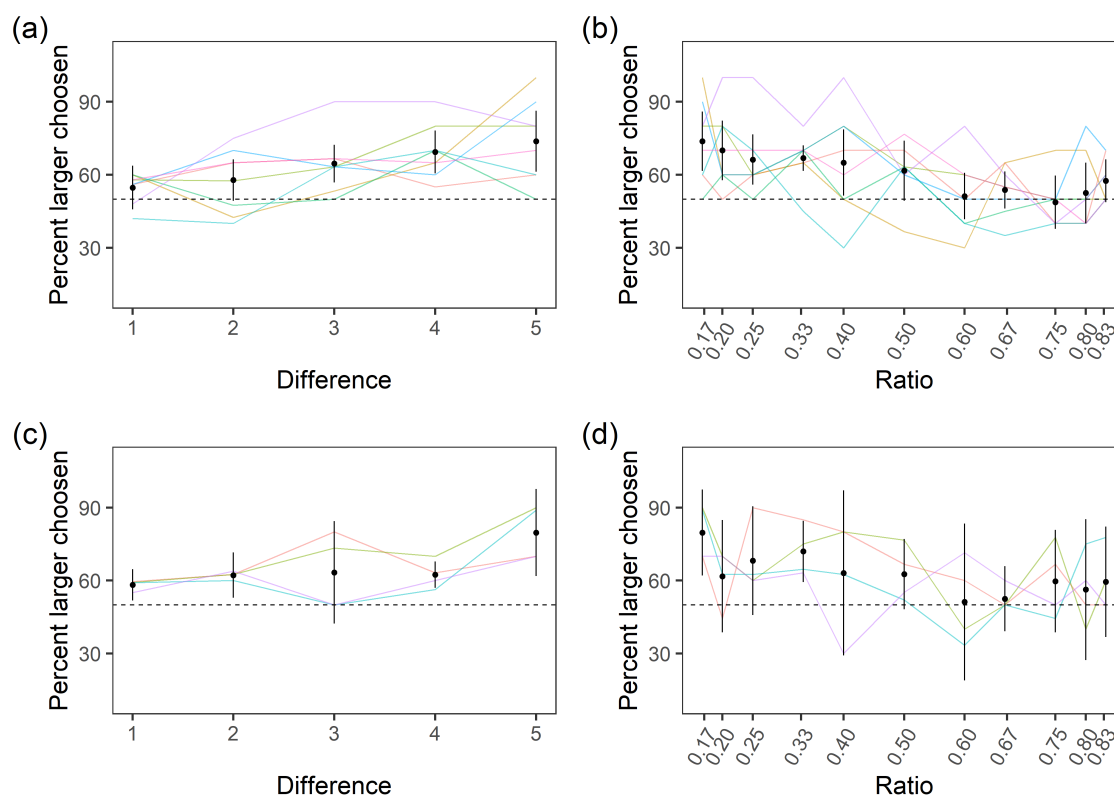 (a)
Percent larger choosen
90
60
30
1 2 3 4 5
Difference
(b)
Percent larger choosen
90
60
30
0.17 0.20 0.25 0.33 0.40 0.50 0.60 0.67 0.75 0.80 0.83
Ratio
(c)
Percent larger choosen
90
60
30
1 2 3 4 5
Difference
(d)
Percent larger choosen
90
60
30
0.17 0.20 0.25 0.33 0.40 0.50 0.60 0.67 0.75 0.80 0.83
Ratio